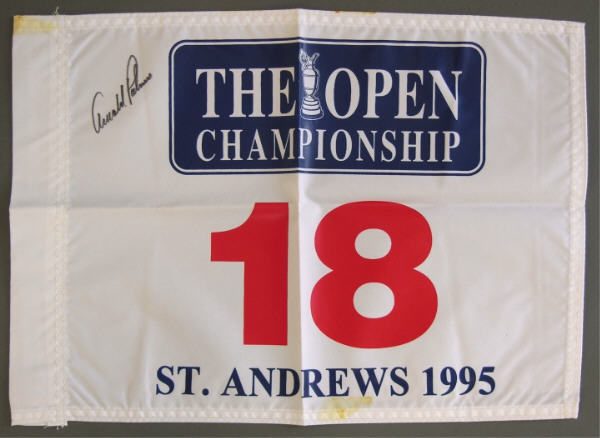 Arnold Palmer
THE OPEN
CHAMPIONSHIP
18
ST. ANDREWS 1995